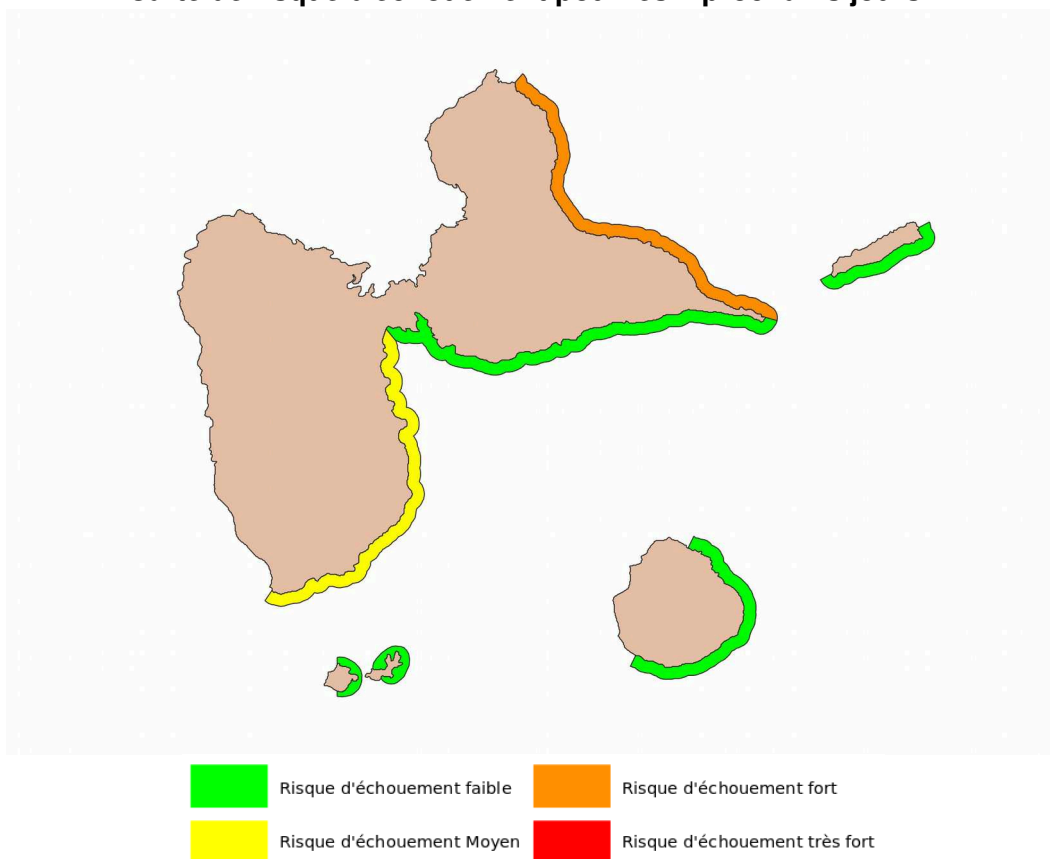 Risque d'échouement faible
Risque d'échouement fort
Risque d'échouement Moyen
Risque d'échouement très fort